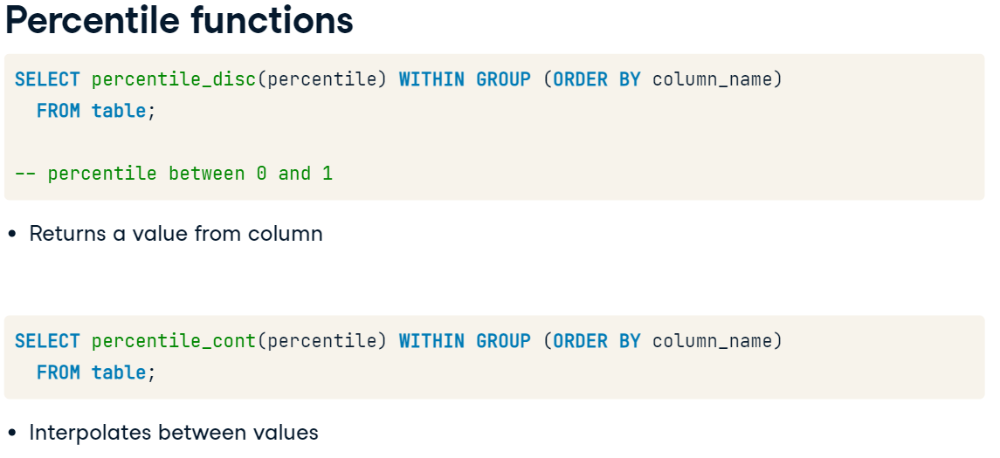 Percentile functions
SELECT percentile_disc(percentile) WITHIN GROUP (ORDER BY column_name)
FROM table;
-- percentile between 0 and 1
• Returns a value from column
SELECT percentile_cont(percentile) WITHIN GROUP (ORDER BY column_name)
FROM table;
• Interpolates between values